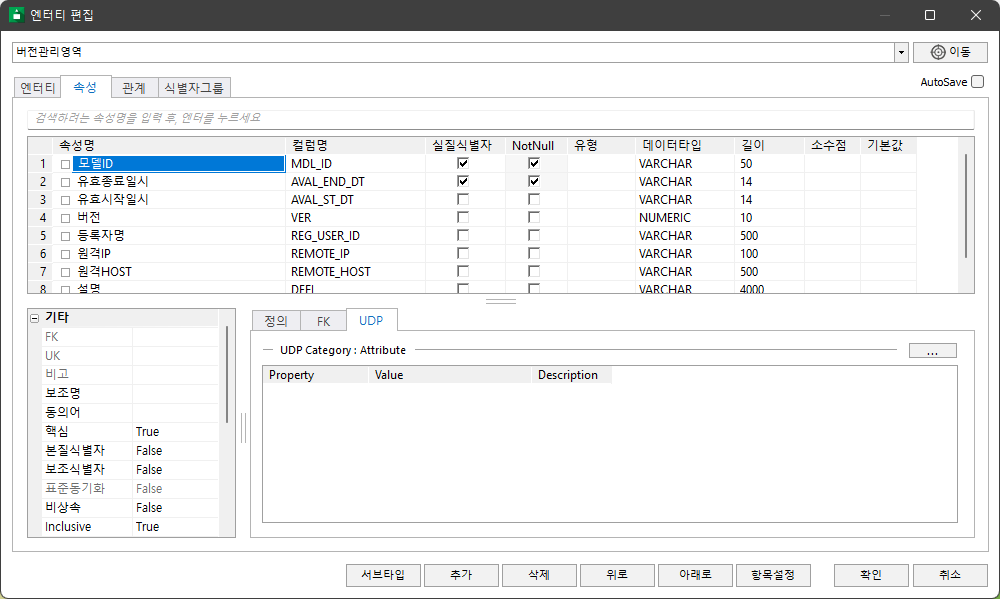 엔터티 편집
버전관리영역
이동
엔터티 속성 관계 식별자그룹
AutoSave
검색하려는 속성명을 입력 후, 엔터를 누르세요
속성명 컬럼명 실질식별자 NotNull 유형 데이터타입 길이 소수점 기본값
1 모델ID MDL_ID VARCHAR 50
2 유효종료일시 AVAL_END_DT VARCHAR 14
3 유효시작일시 AVAL_ST_DT VARCHAR 14
4 버전 VER NUMERIC 10
5 등록자명 REG_USER_ID VARCHAR 500
6 원격IP REMOTE_IP VARCHAR 100
7 원격HOST REMOTE_HOST VARCHAR 500
8 설명 VARCHAR 4000
기타
FK
UK
비고
보조명
동의어
핵심 True
본질식별자 False
보조식별자 False
표준동기화 False
비상속 False
Inclusive True
정의 FK UDP
UDP Category : Attribute
...
Property Value Description
서브타입 추가 삭제 위로 아래로 항목설정 확인 취소